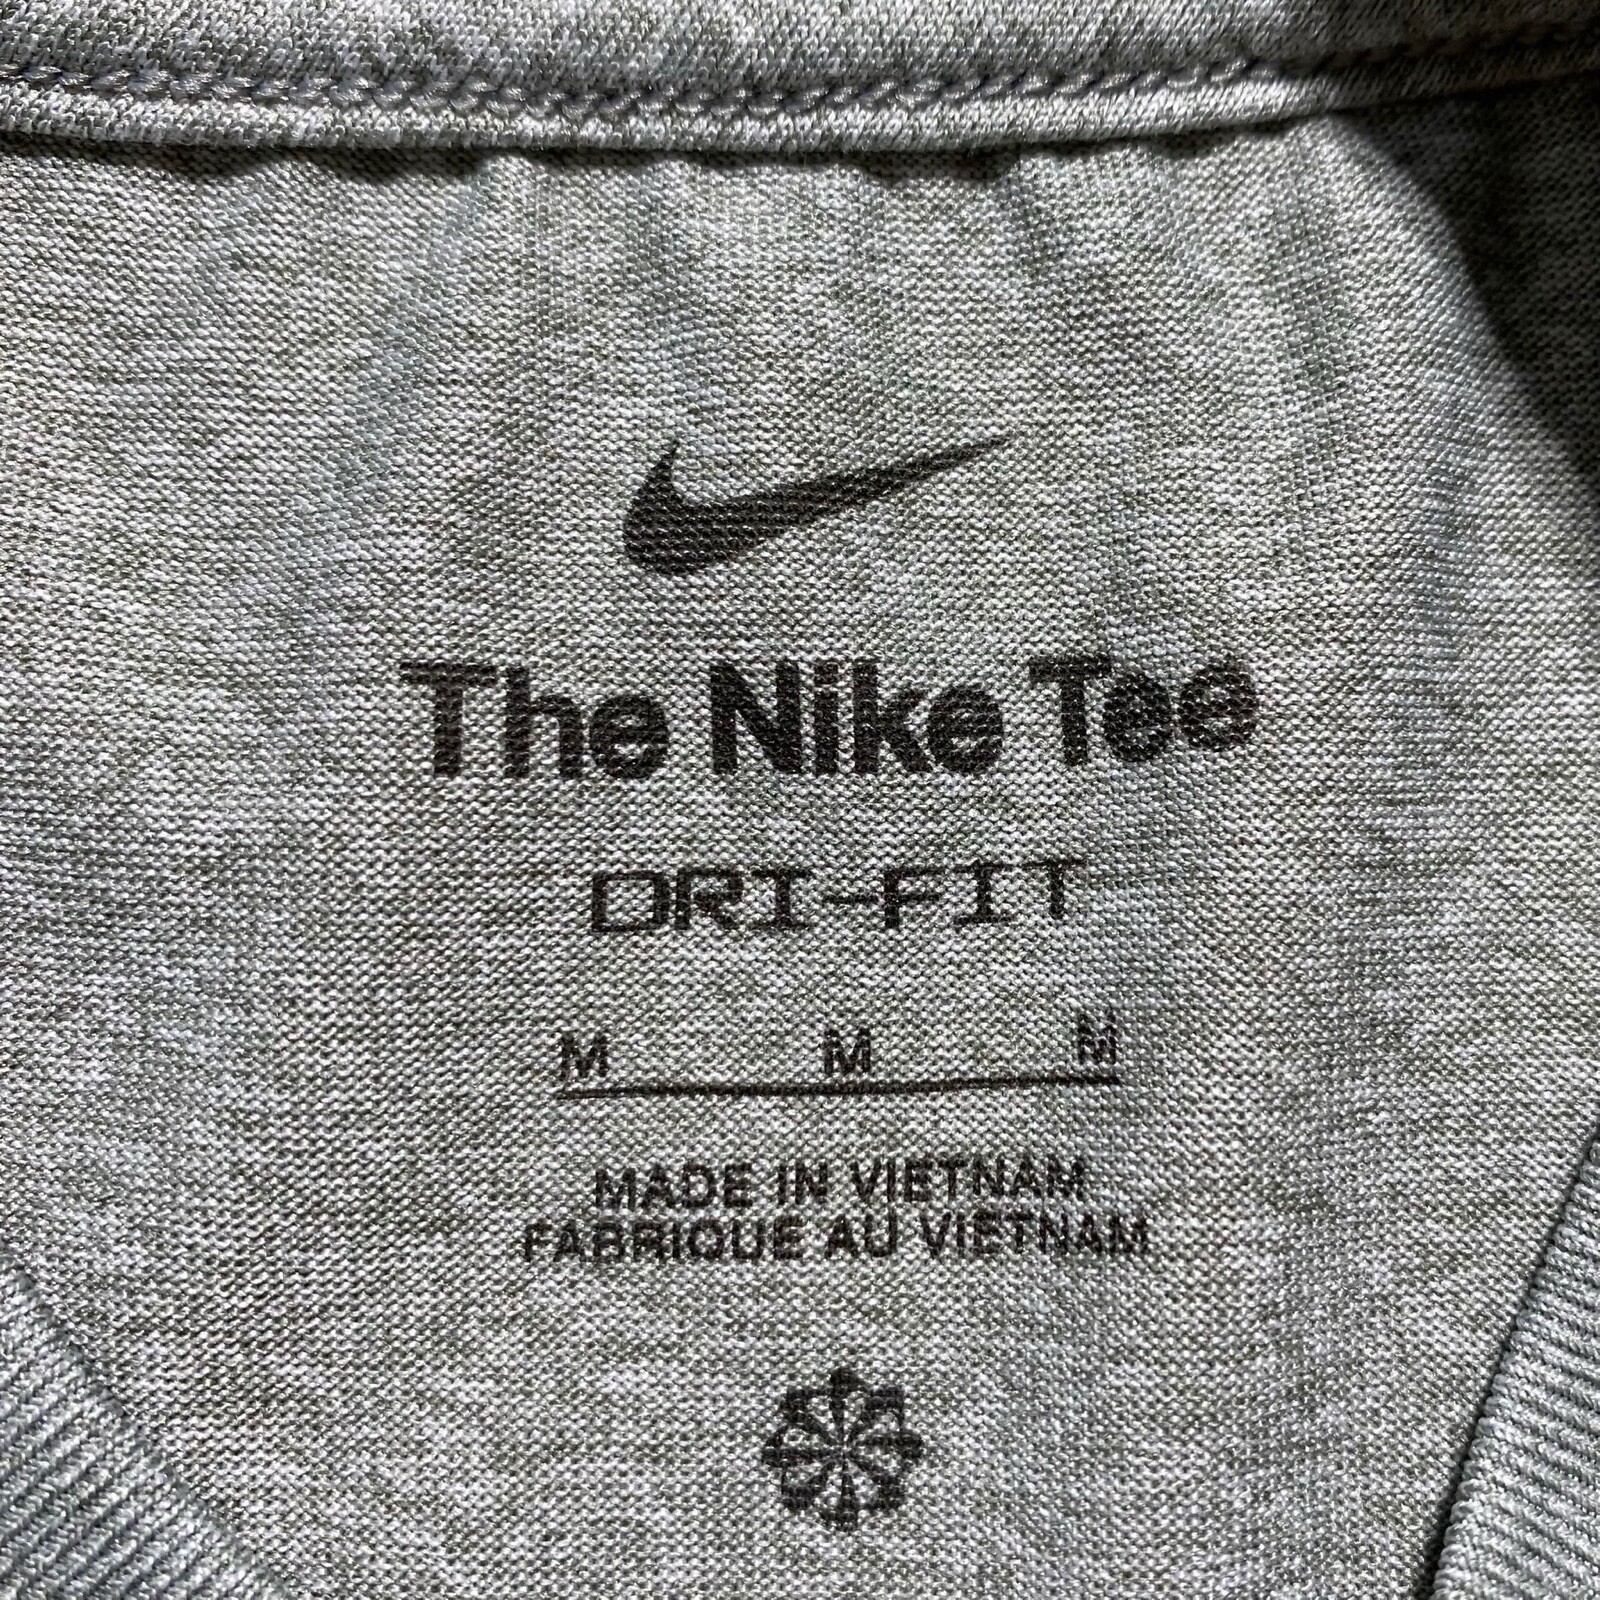 The Nike Tee
DRI-FIT
M M M
MADE IN VIETNAM
FABRIQUE AU VIETNAM